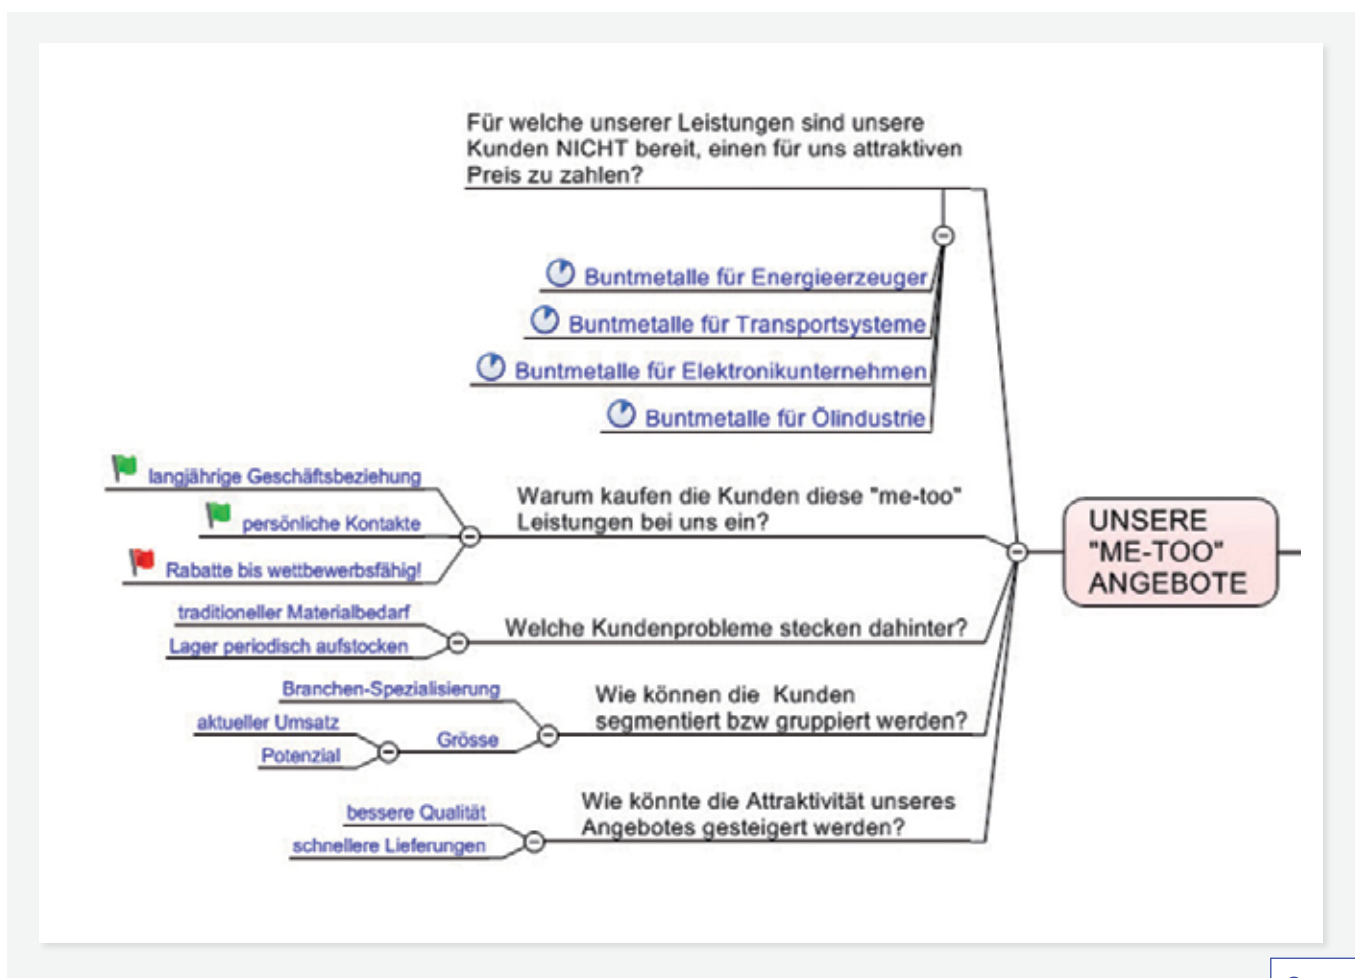 Für welche unserer Leistungen sind unsere
Kunden NICHT bereit, einen für uns attraktiven
Preis zu zahlen?
Buntmetalle für Energieerzeuger
Buntmetalle für Transportsysteme
Buntmetalle für Elektronikunternehmen
Buntmetalle für Ölindustrie
langjährige Geschäftsbeziehung
persönliche Kontakte
Rabatte bis wettbewerbsfähig!
Warum kaufen die Kunden diese "me-too"
Leistungen bei uns ein?
UNSERE
"ME-TOO"
ANGEBOTE
traditioneller Materialbedarf
Lager periodisch aufstocken
Welche Kundenprobleme stecken dahinter?
Branchen-Spezialisierung
aktueller Umsatz
Potenzial
Grösse
Wie können die Kunden
segmentiert bzw gruppiert werden?
bessere Qualität
schnellere Lieferungen
Wie könnte die Attraktivität unseres
Angebotes gesteigert werden?